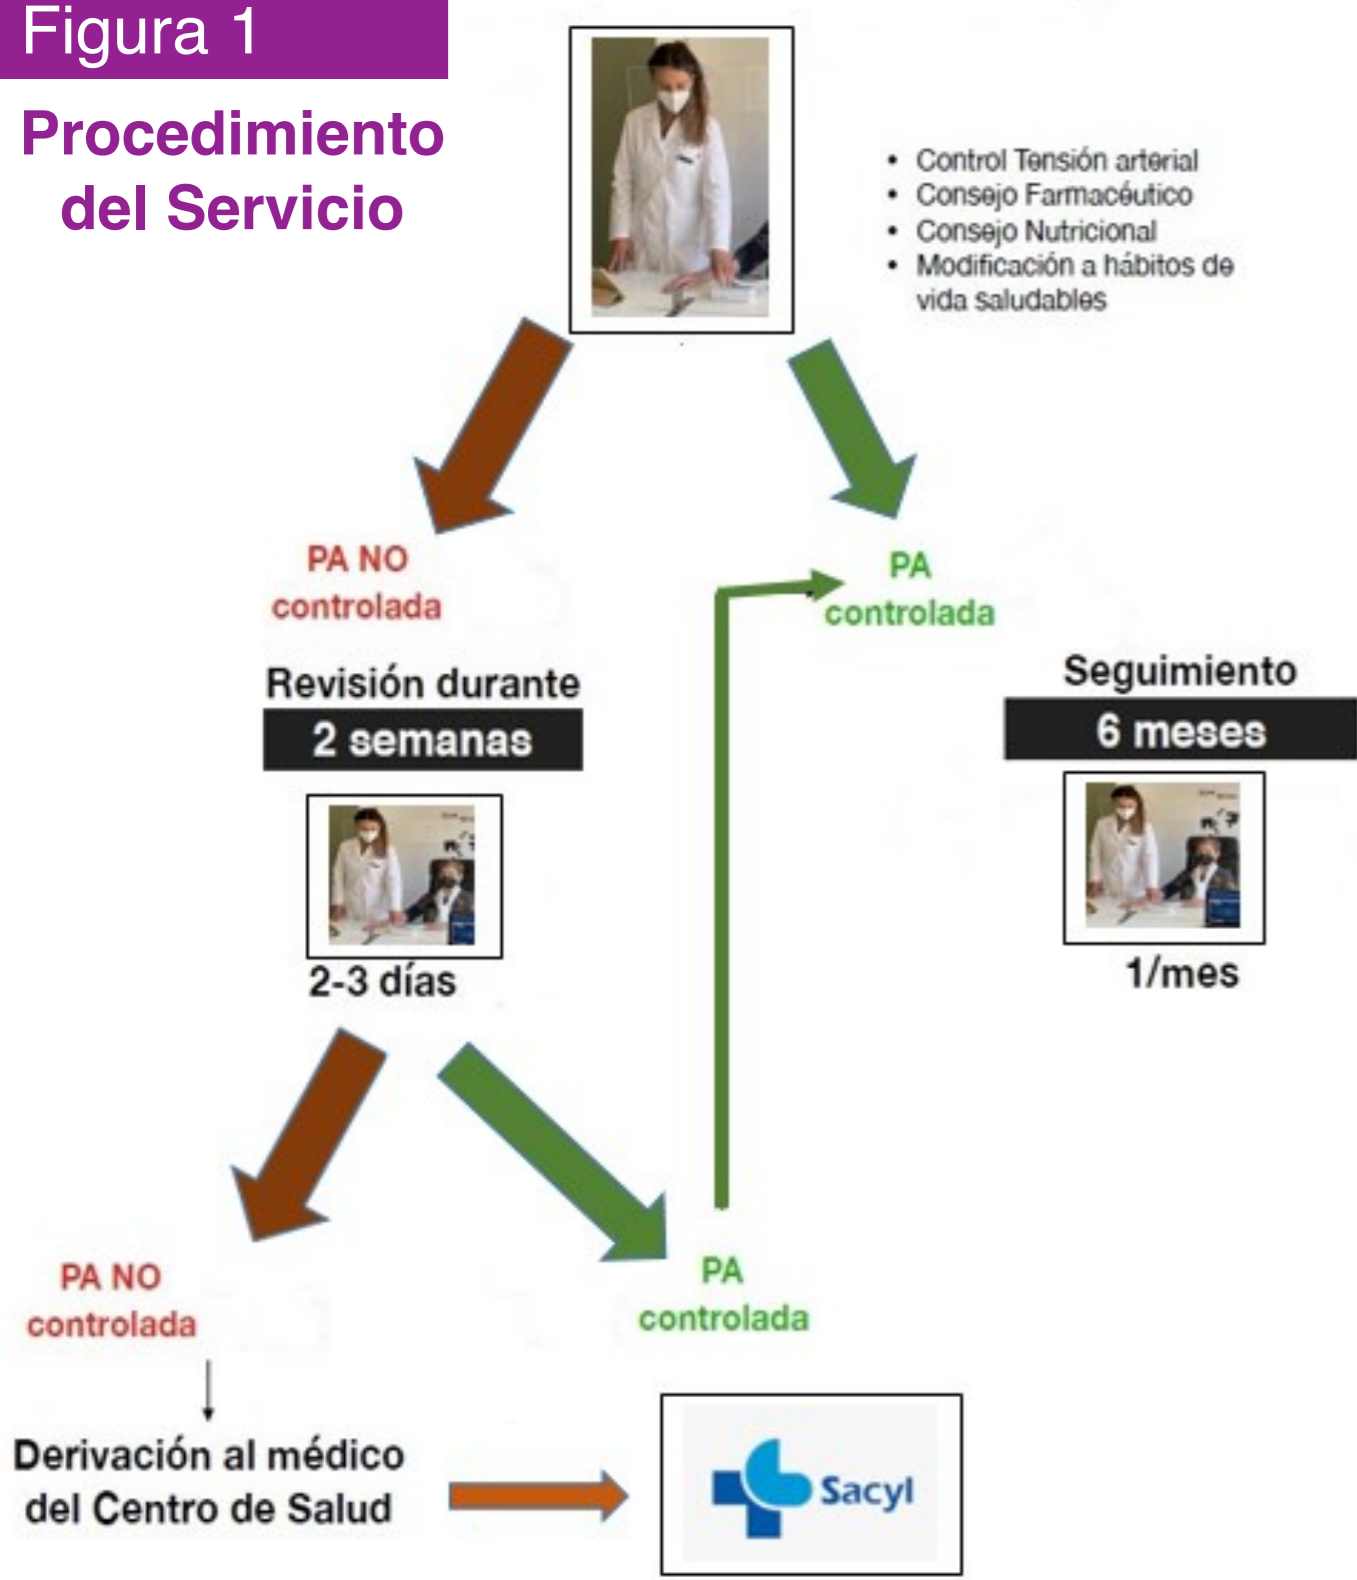 Figura 1
Procedimiento
del Servicio
• Control Tensión arterial
• Consejo Farmacéutico
• Consejo Nutricional
• Modificación a hábitos de
vida saludables
PA NO
controlada
PA
controlada
Revisión durante
2 semanas
2-3 días
Seguimiento
6 meses
1/mes
PA NO
controlada
PA
controlada
Derivación al médico
del Centro de Salud
Sacyl